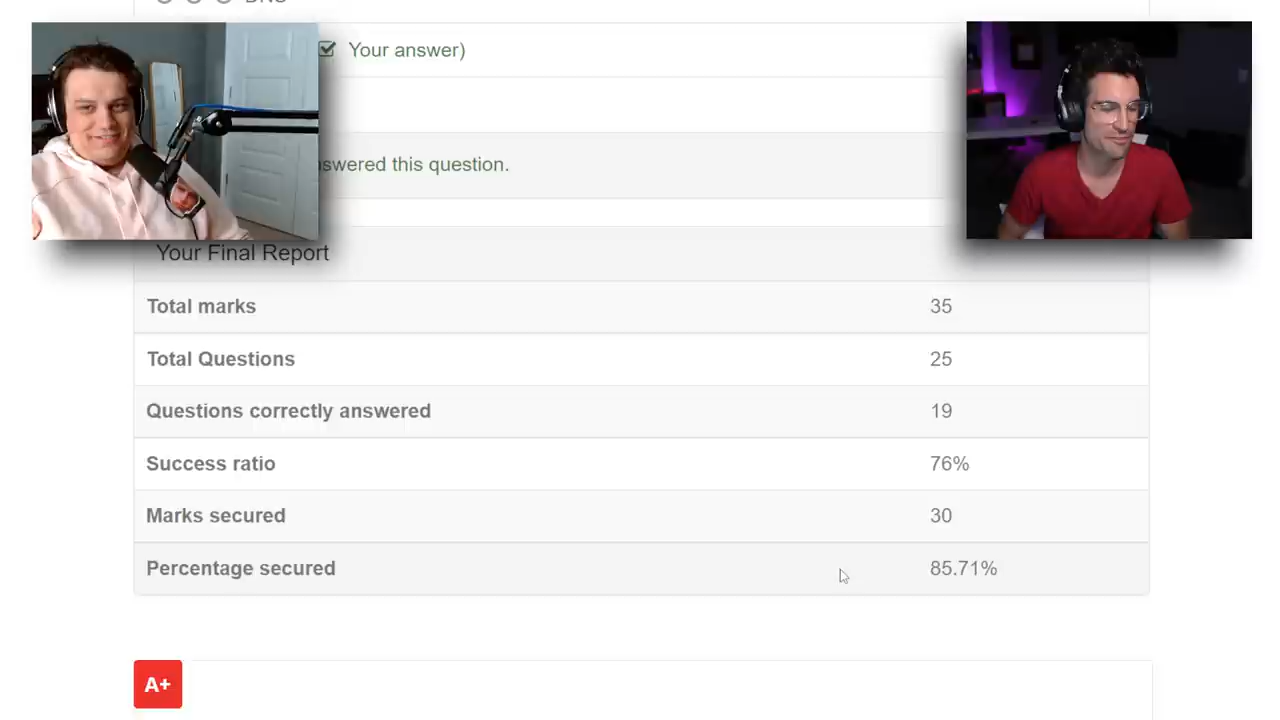 Your answer)
swered this question.
Your Final Report
Total marks 35
Total Questions 25
Questions correctly answered 19
Success ratio 76%
Marks secured 30
Percentage secured 85.71%
A+